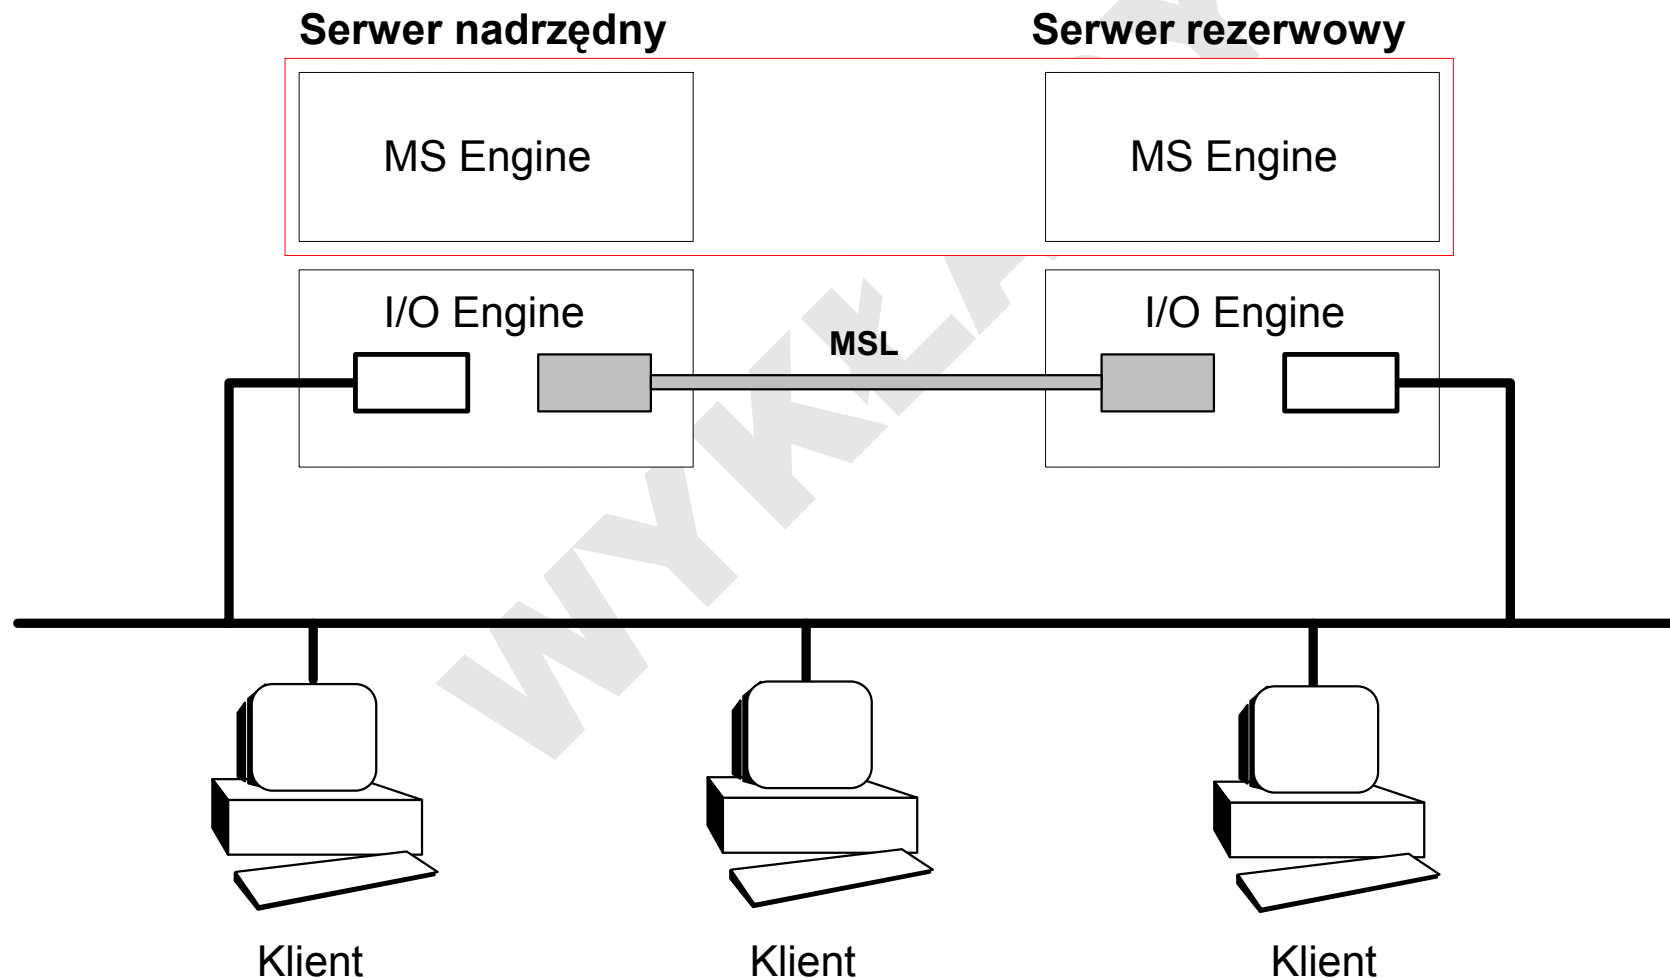 Serwer nadrzędny
Serwer rezerwowy
MS Engine
MS Engine
I/O Engine
I/O Engine
MSL
Klient
Klient
Klient